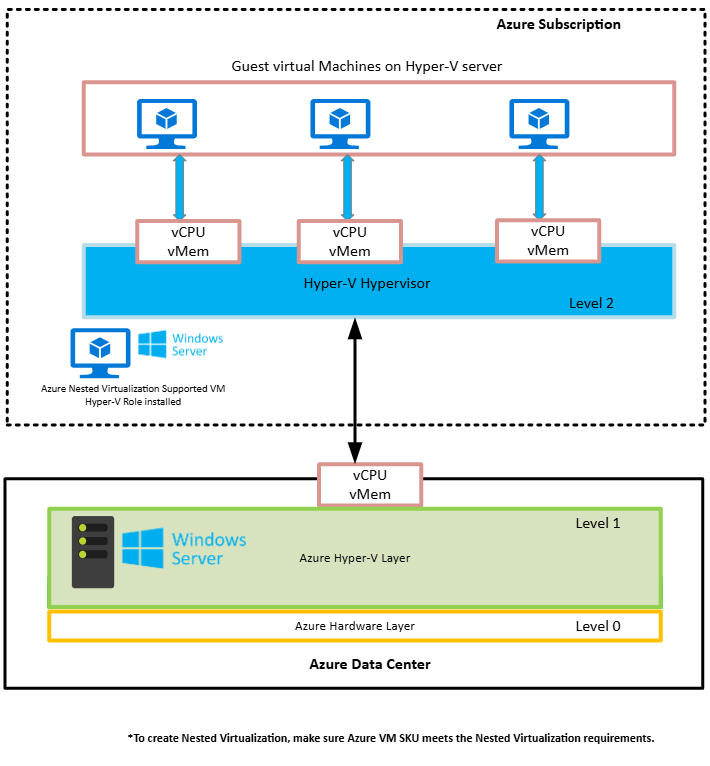 Azure Subscription
Guest virtual Machines on Hyper-V server
vCPU
vMem
vCPU
vMem
vCPU
vMem
Hyper-V Hypervisor
Level 2
Windows
Server
Azure Nested Virtualization Supported VM
Hyper-V Role installed
vCPU
vMem
Level 1
Windows
Server
Azure Hyper-V Layer
Azure Hardware Layer
Level 0
Azure Data Center
*To create Nested Virtualization, make sure Azure VM SKU meets the Nested Virtualization requirements.